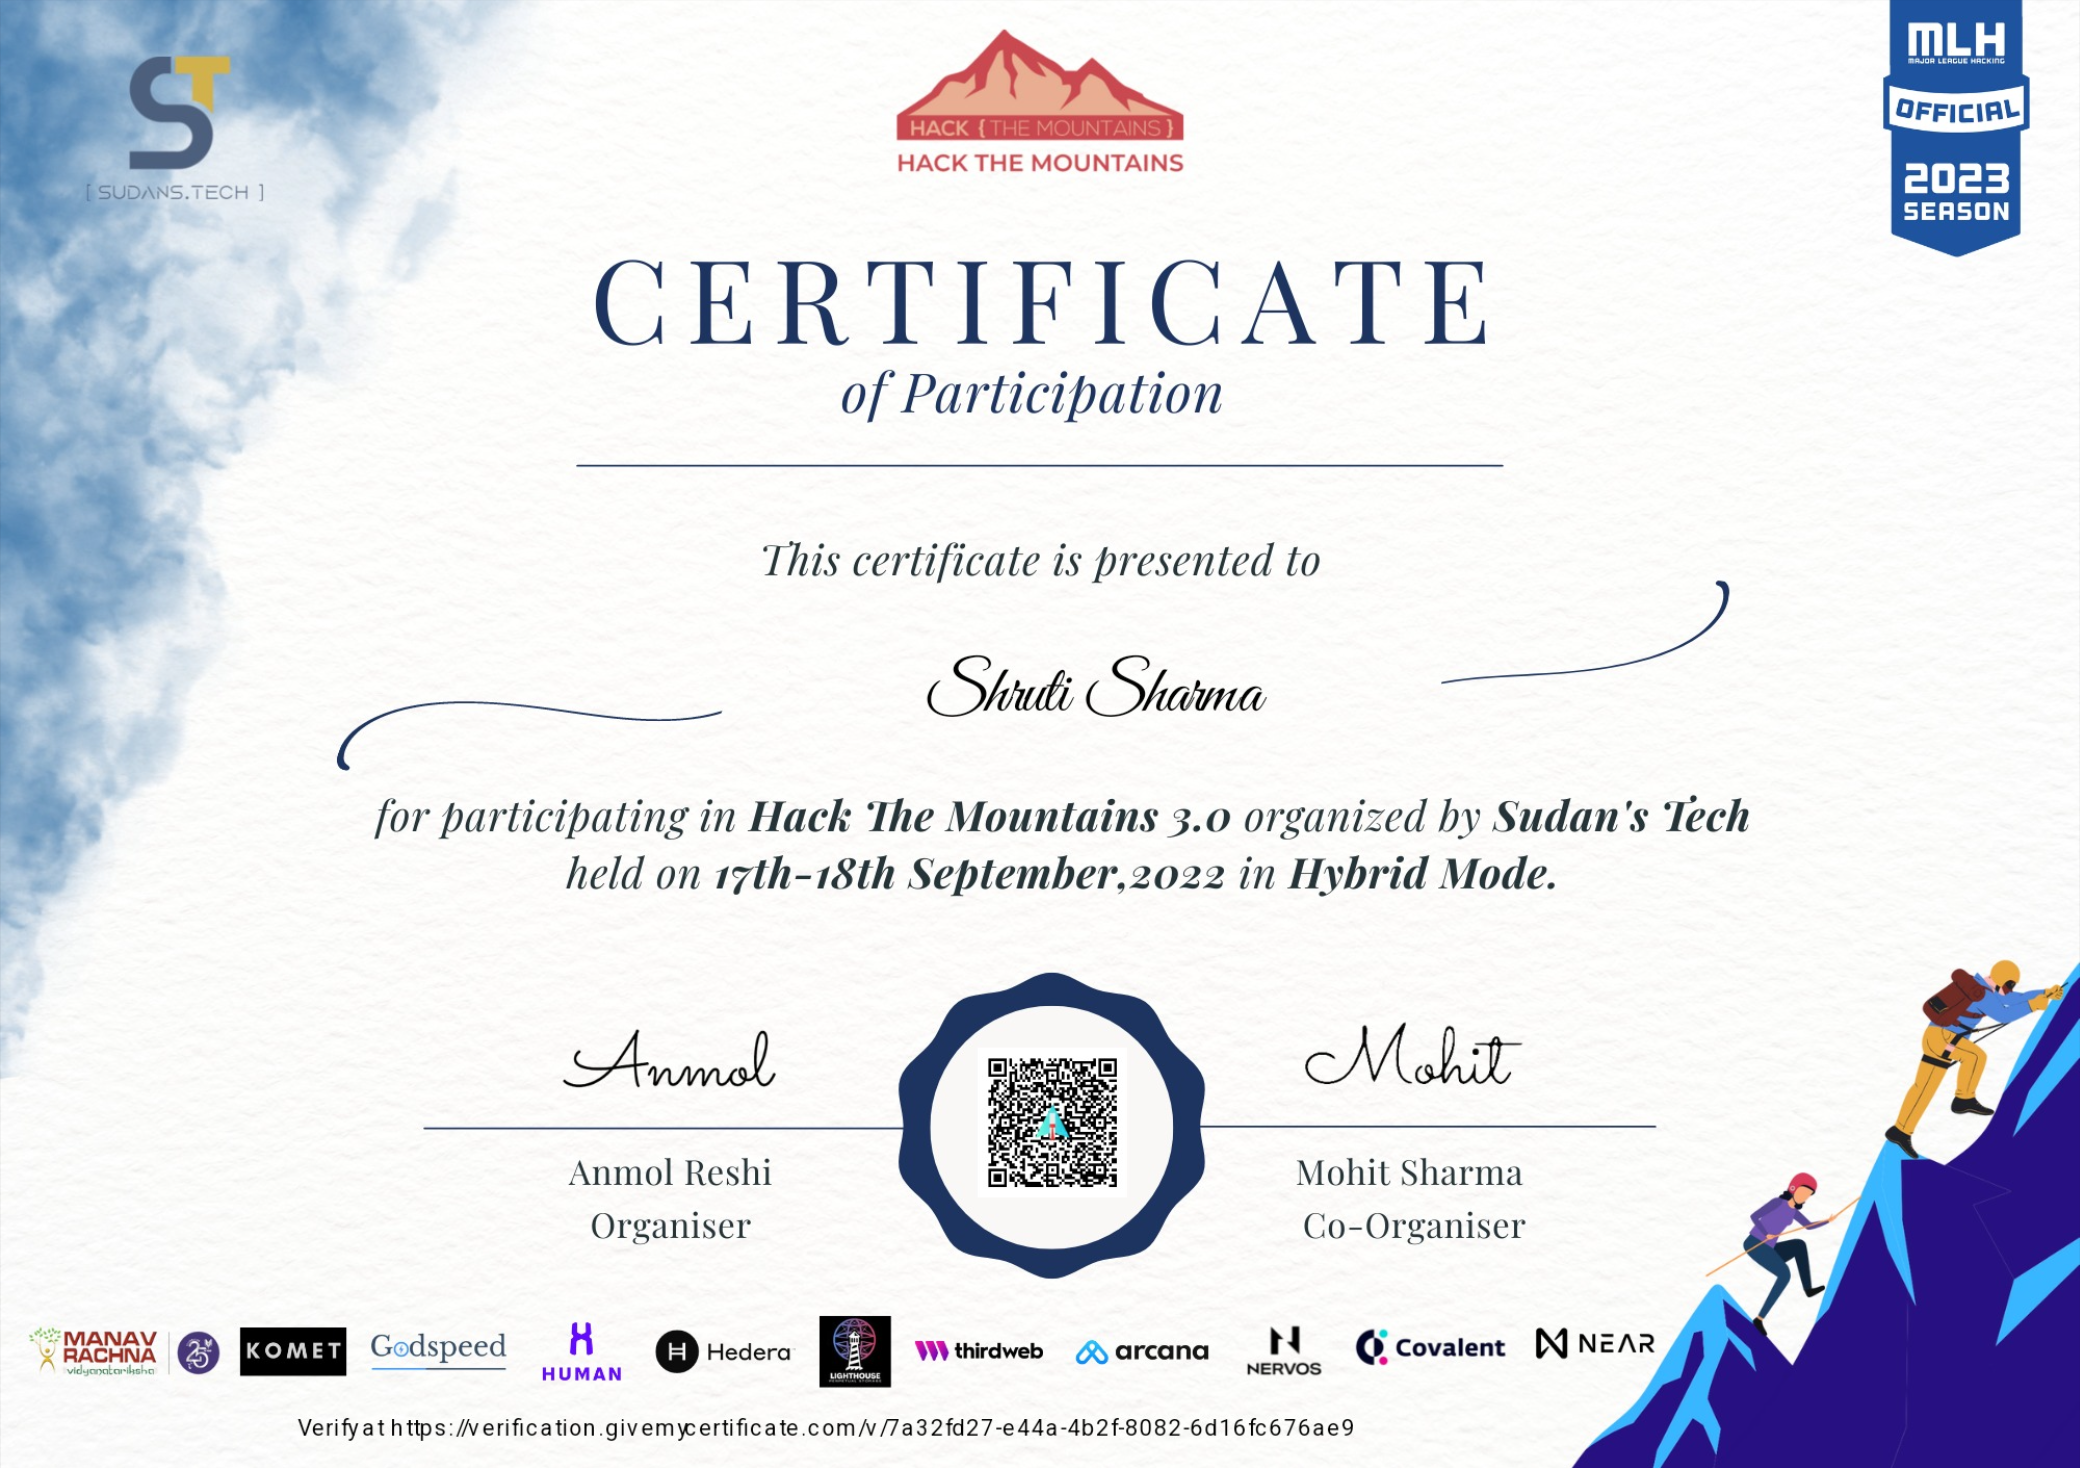 ST
[ SUDANS.TECH ]
HACK { THE MOUNTAINS }
HACK THE MOUNTAINS
MLH
MAJOR LEAGUE HACKING
OFFICIAL
2023
SEASON
CERTIFICATE
of Participation
This certificate is presented to
Shruti Sharma
for participating in Hack The Mountains 3.0 organized by Sudan's Tech
held on 17th-18th September,2022 in Hybrid Mode.
Anmol
Mohit
Anmol Reshi
Organiser
Mohit Sharma
Co-Organiser
MANAV
RACHNA
vidyanatariksha
25
KOMET
Godspeed
HUMAN
Hedera
LIGHTHOUSE
thirdweb
arcana
NERVOS
Covalent
NEAR
Verify at https://verification.givemycertificate.com/v/7a32fd27-e44a-4b2f-8082-6d16fc676ae9